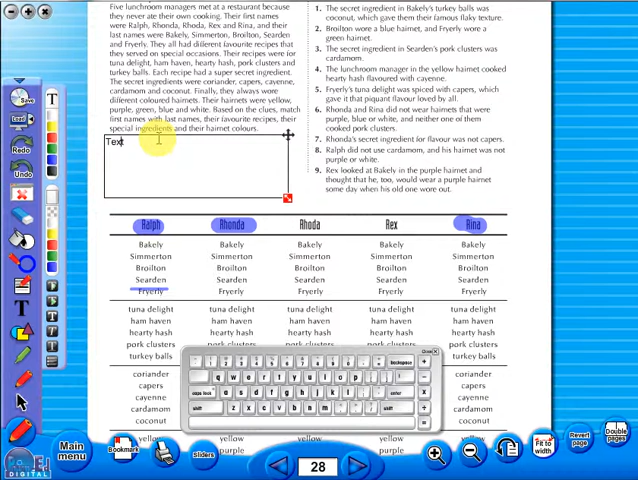 Five lunchroom managers met at a restaurant because
they never ate their own cooking. Their first names
were Ralph, Rhonda, Rhoda, Rex and Rina, and their
last names were Bakely, Simmerton, Broilton, Searden
and Fryerly. They all had different favourite recipes that
they served on special occasions. Their recipes were for
tuna delight, ham haven, hearty hash, pork clusters and
turkey balls. Each recipe had a super secret ingredient.
The secret ingredients were coriander, capers, cayenne,
cardamom and coconut. Finally, they always wore
different coloured hairnets. Their hairnets were yellow,
purple, green, blue and white. Based on the clues, match
first names with last names, their favourite recipes, their
special ingredients and their hairnet colours.
Text
1. The secret ingredient in Bakely's turkey balls was
coconut, which gave them their famous flaky texture.
2. Broilton wore a blue hairnet, and Fryerly wore a
green hairnet.
3. The secret ingredient in Searden's pork clusters was
cardamom.
4. The lunchroom manager in the yellow hairnet cooked
hearty hash flavoured with cayenne.
5. Fryerly's tuna delight was spiced with capers, which
gave it that piquant flavour loved by all.
6. Rhonda and Rina did not wear hairnets that were
purple, blue or white, and neither one of them
cooked pork clusters.
7. Rhonda's secret ingredient for flavour was not capers.
8. Ralph did not use cardamom, and his hairnet was not
purple or white.
9. Rex looked at Bakely in the purple hairnet and
thought that he, too, would wear a purple hairnet
some day when his old one wore out.
Ralph Rhonda Rhoda Rex Rina
Bakely Bakely Bakely Bakely Bakely
Simmerton Simmerton Simmerton Simmerton Simmerton
Broilton Broilton Broilton Broilton Broilton
Searden Searden Searden Searden Searden
Fryerly Fryerly Fryerly Fryerly Fryerly
tuna delight tuna delight tuna delight tuna delight tuna delight
ham haven ham haven ham haven ham haven ham haven
hearty hash hearty hash hearty hash hearty hash hearty hash
pork clusters pork clusters pork clusters pork clusters pork clusters
turkey balls turkey balls
coriander coriander
capers capers
cayenne cayenne
cardamom cardamom
coconut coconut
yellow yellow yellow yellow yellow
purple purple
Close
backspace
q w e r t y u i o p
caps lock a s d f g h j k l enter
shift z x c v b n m shift
Save
Load
Redo
Undo
T
T
DIGITAL
Main
menu
Bookmark
Sliders
28
Fit to
width
Revert
page
Double
pages